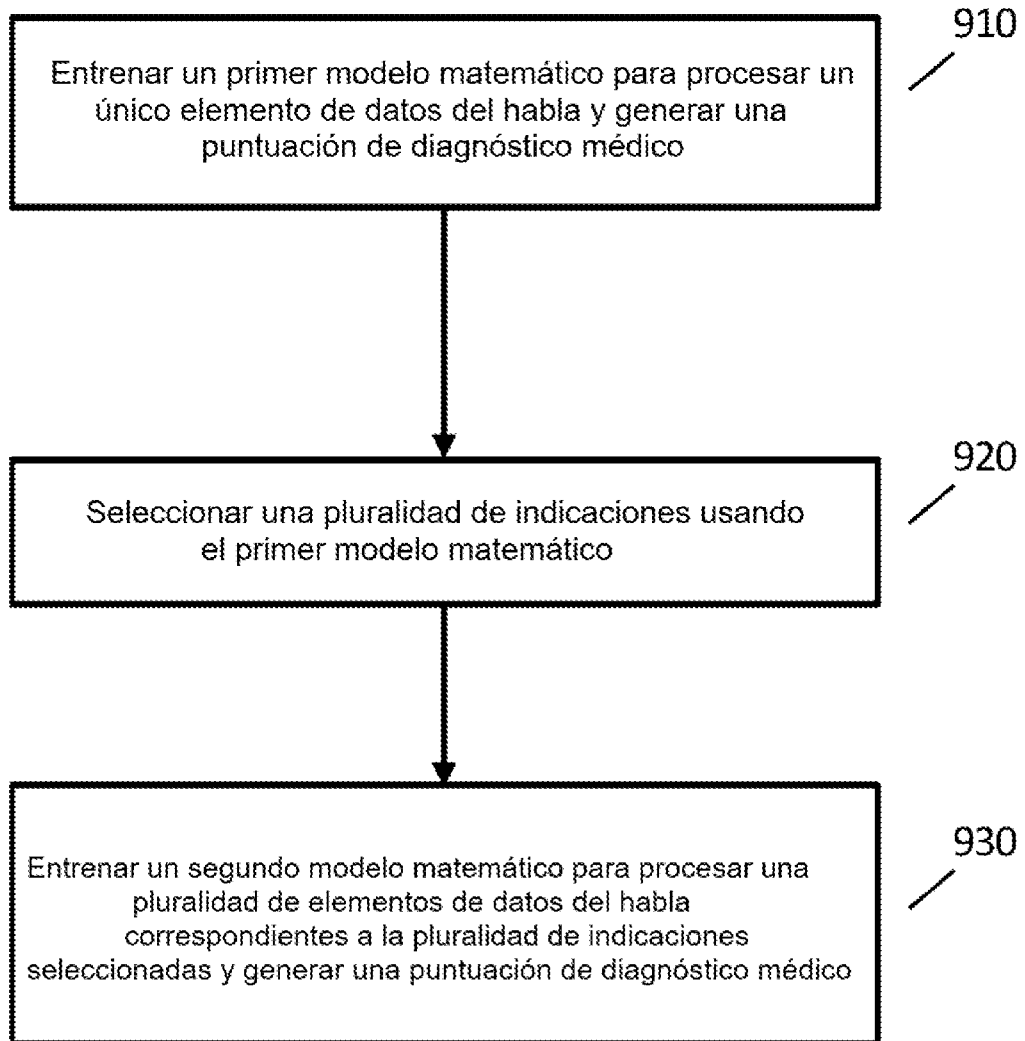 910
Entrenar un primer modelo matemático para procesar un
único elemento de datos del habla y generar una
puntuación de diagnóstico médico
920
Seleccionar una pluralidad de indicaciones usando
el primer modelo matemático
930
Entrenar un segundo modelo matemático para procesar una
pluralidad de elementos de datos del habla
correspondientes a la pluralidad de indicaciones
seleccionadas y generar una puntuación de diagnóstico médico